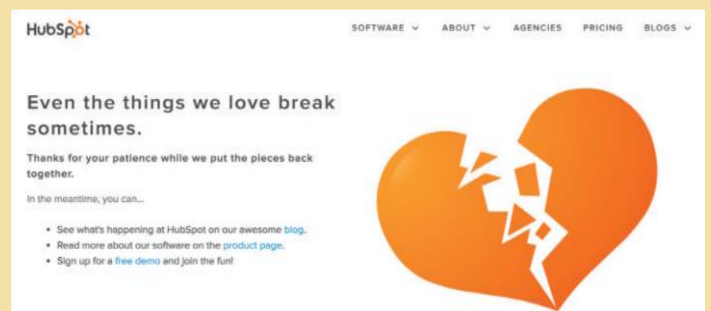 HubSpot
SOFTWARE ABOUT AGENCIES PRICING BLOGS
Even the things we love break
sometimes.
Thanks for your patience while we put the pieces back
together.
In the meantime, you can...
• See what's happening at HubSpot on our awesome blog.
• Read more about our software on the product page.
• Sign up for a free demo and join the fun!